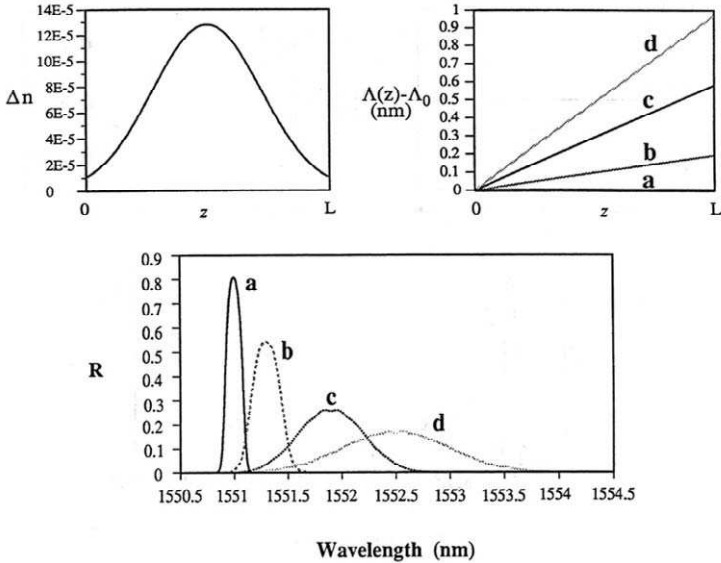 14E-5
12E-5
10E-5
8E-5
6E-5
4E-5
2E-5
0
Δn
0
z
L
1
0.9
0.8
0.7
0.6
0.5
0.4
0.3
0.2
0.1
0
Λ(z)-Λ0
(nm)
d
c
b
a
0
z
L
0.9
0.8
0.7
0.6
0.5
0.4
0.3
0.2
0.1
0
R
a
b
c
d
1550.5 1551 1551.5 1552 1552.5 1553 1553.5 1554 1554.5
Wavelength (nm)